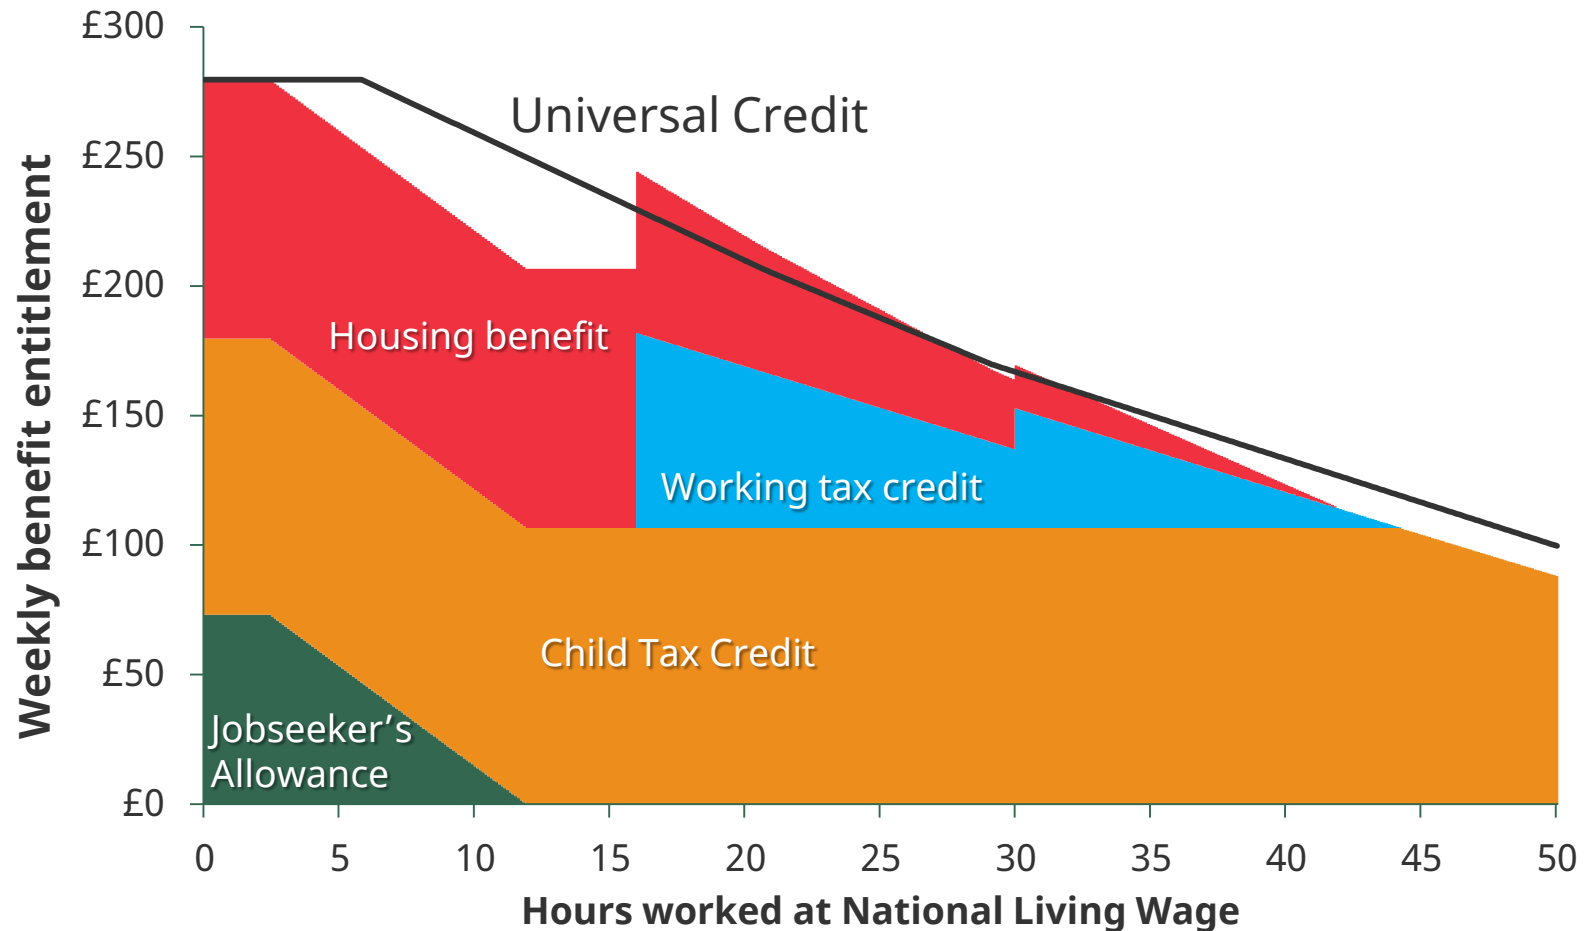 £300
£250
£200
£150
£100
£50
£0
Weekly benefit entitlement
Universal Credit
Housing benefit
Working tax credit
Child Tax Credit
Jobseeker’s
Allowance
0 5 10 15 20 25 30 35 40 45 50
Hours worked at National Living Wage